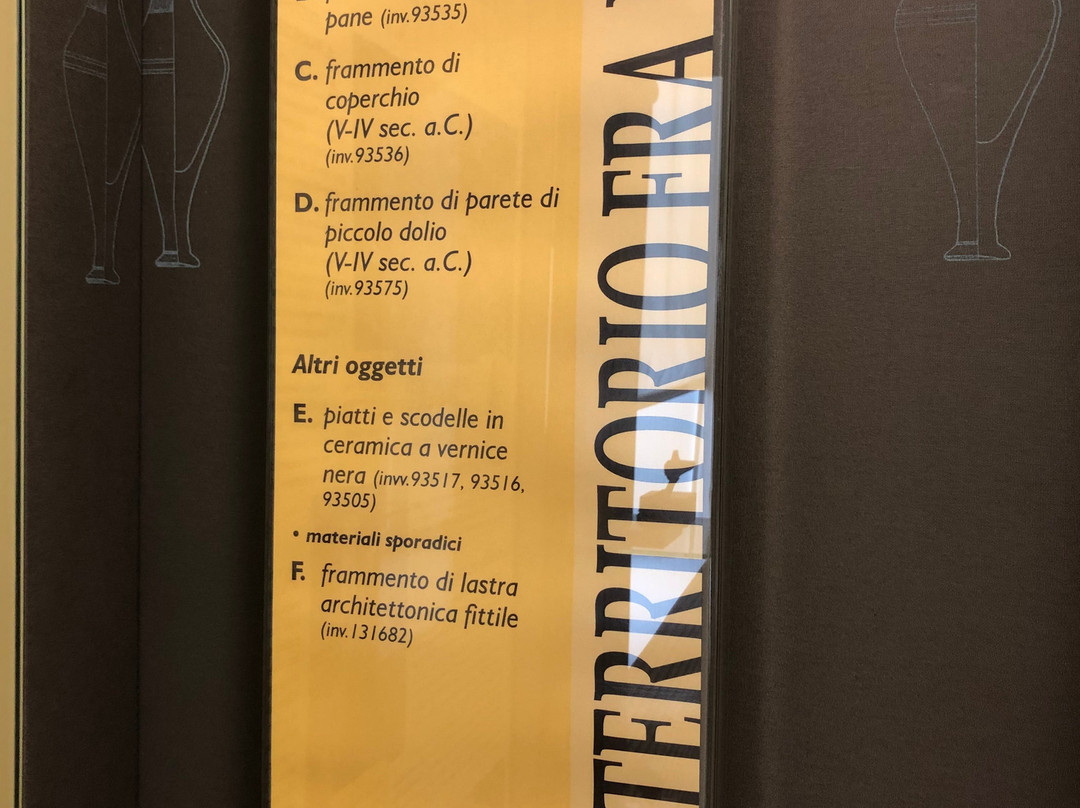 pane (inv.93535)
C. frammento di
coperchio
(V-IV sec. a.C.)
(inv.93536)
D. frammento di parete di
piccolo dolio
(V-IV sec. a.C.)
(inv.93575)
Altri oggetti
E. piatti e scodelle in
ceramica a vernice
nera (invv.93517, 93516,
93505)
• materiali sporadici
F. frammento di lastra
architettonica fittile
(inv.131682)
TERRITORIO ERA